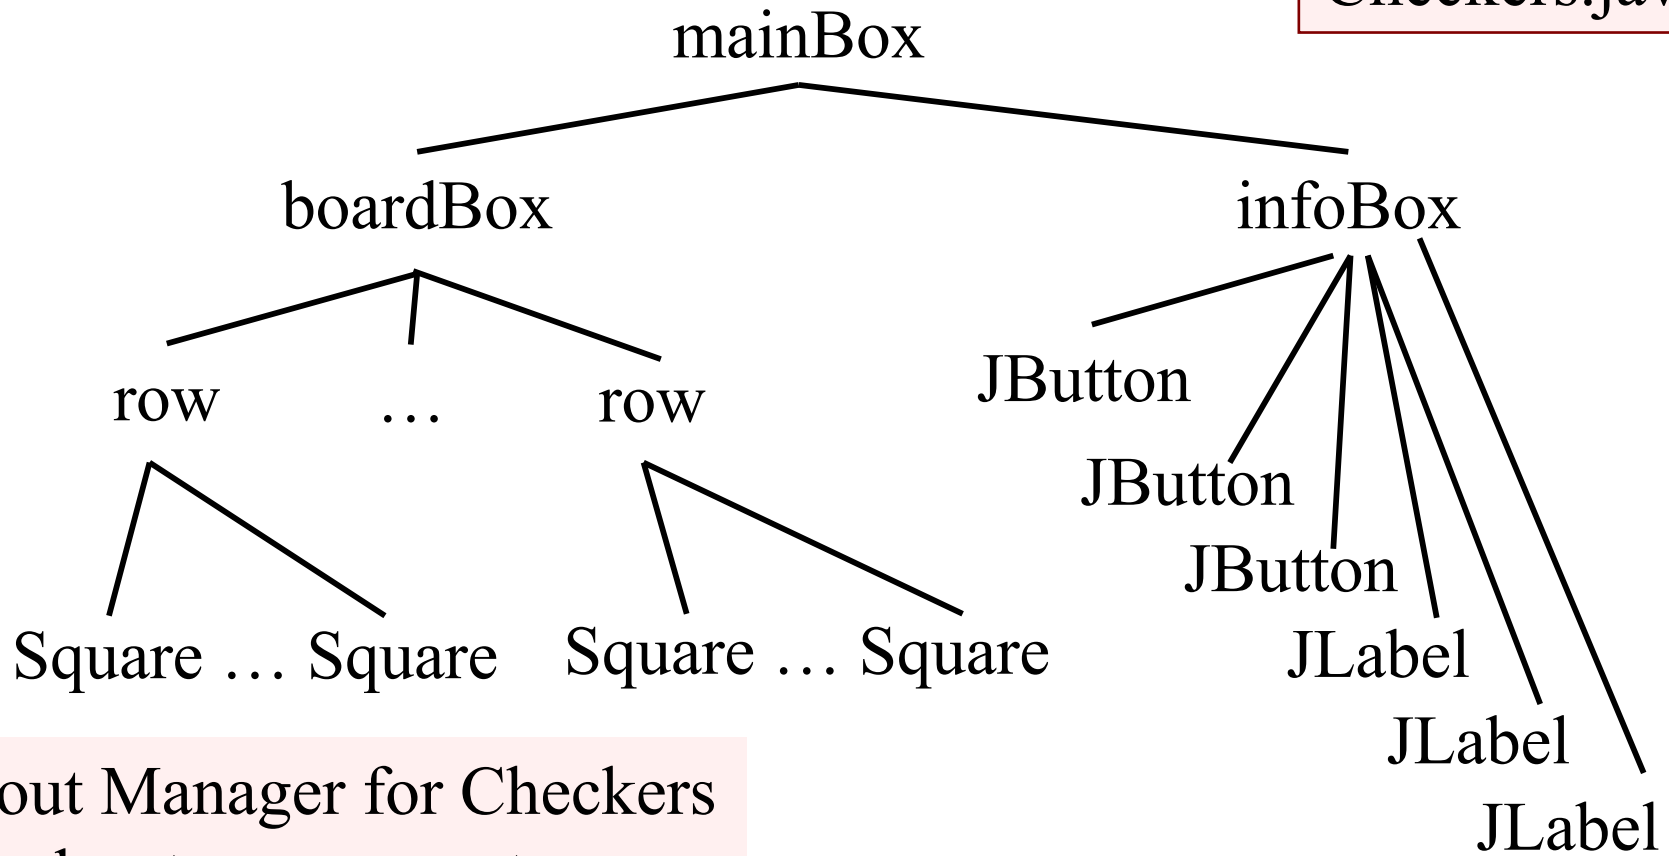 mainBox
boardBox infoBox
row … row
JButton
JButton
JButton
Square … Square Square … Square
JLabel
JLabel
JLabel
out Manager for Checkers